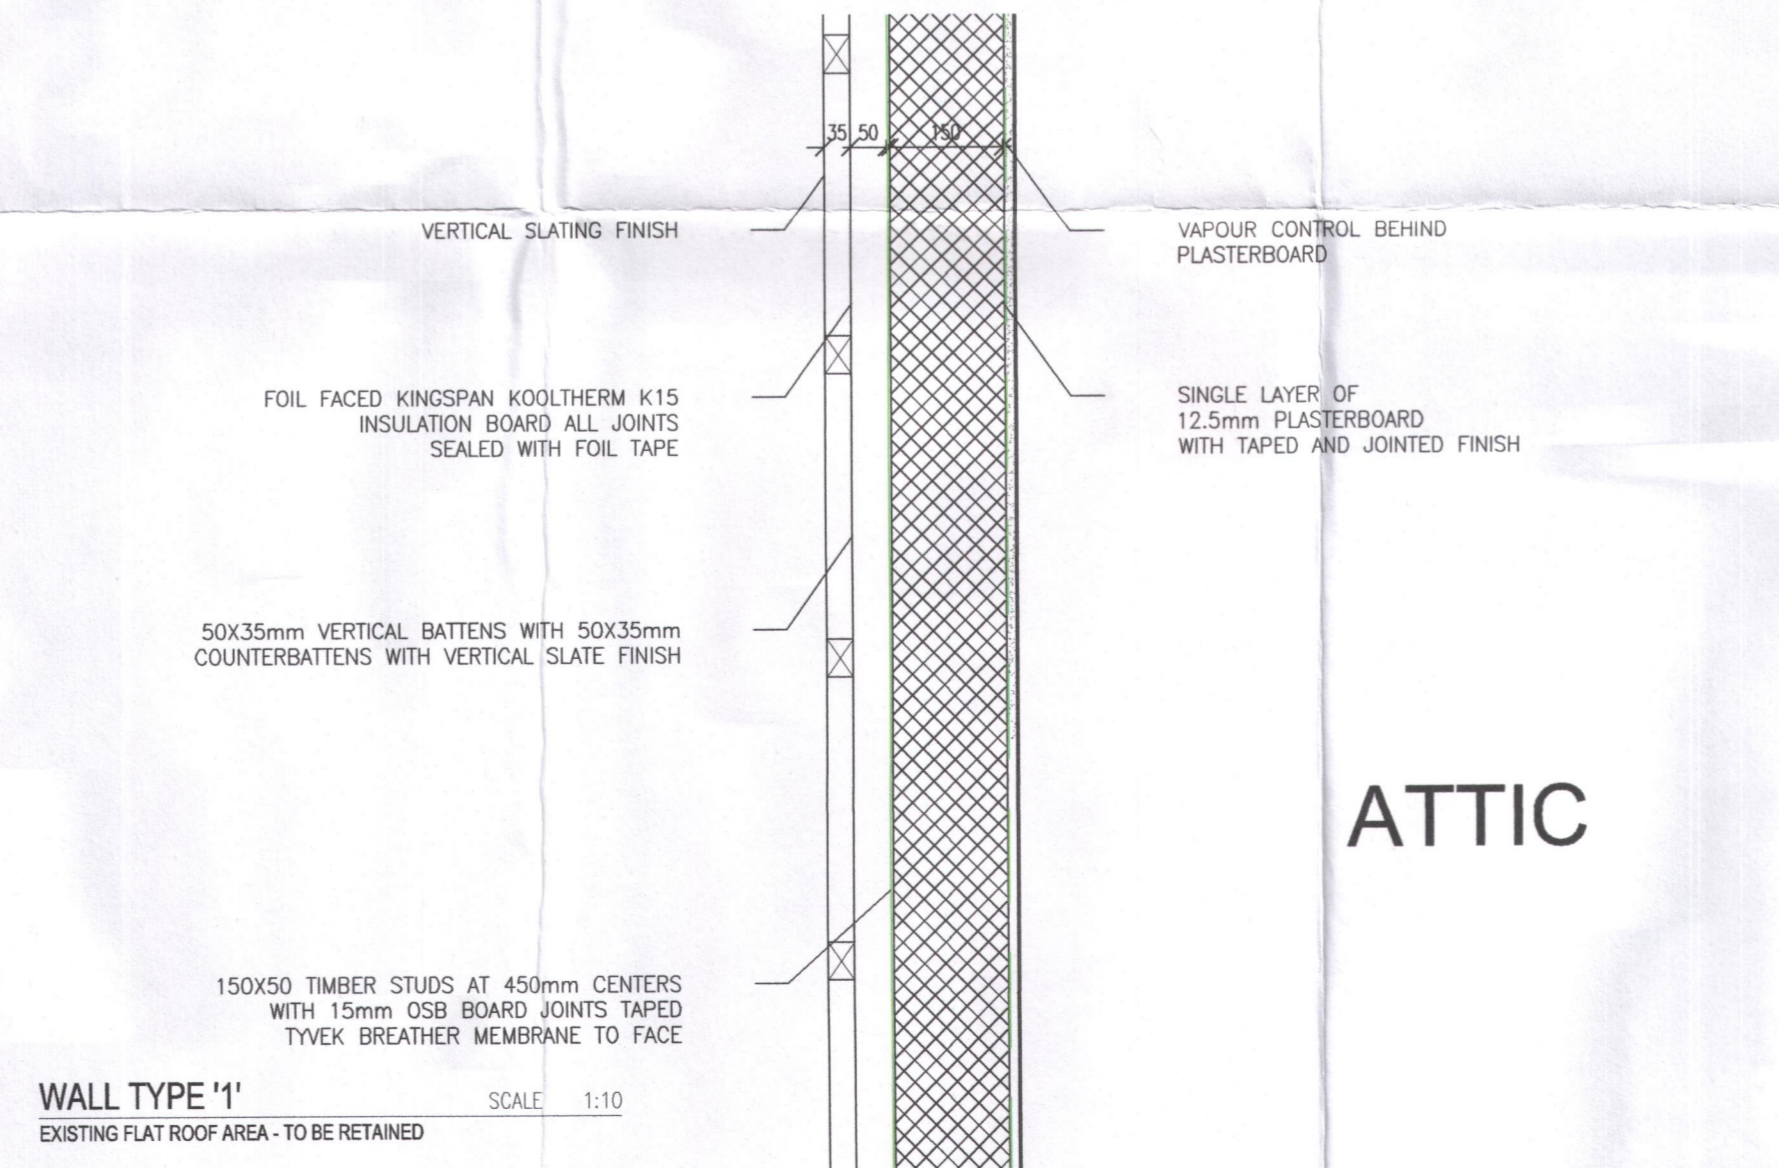 35 50 150
VERTICAL SLATING FINISH
VAPOUR CONTROL BEHIND
PLASTERBOARD
FOIL FACED KINGSPAN KOOLTHERM K15
INSULATION BOARD ALL JOINTS
SEALED WITH FOIL TAPE
SINGLE LAYER OF
12.5mm PLASTERBOARD
WITH TAPED AND JOINTED FINISH
50X35mm VERTICAL BATTENS WITH 50X35mm
COUNTERBATTENS WITH VERTICAL SLATE FINISH
ATTIC
150X50 TIMBER STUDS AT 450mm CENTERS
WITH 15mm OSB BOARD JOINTS TAPED
TYVEK BREATHER MEMBRANE TO FACE
WALL TYPE '1' SCALE 1:10
EXISTING FLAT ROOF AREA - TO BE RETAINED